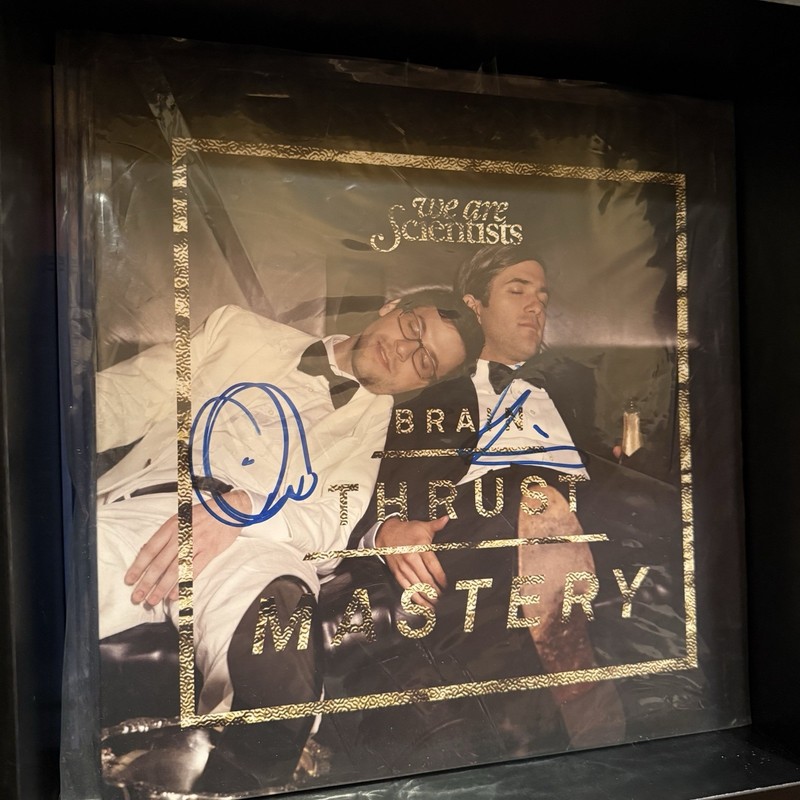 we are
Scientists
BRAIN
THRUST
MASTERY